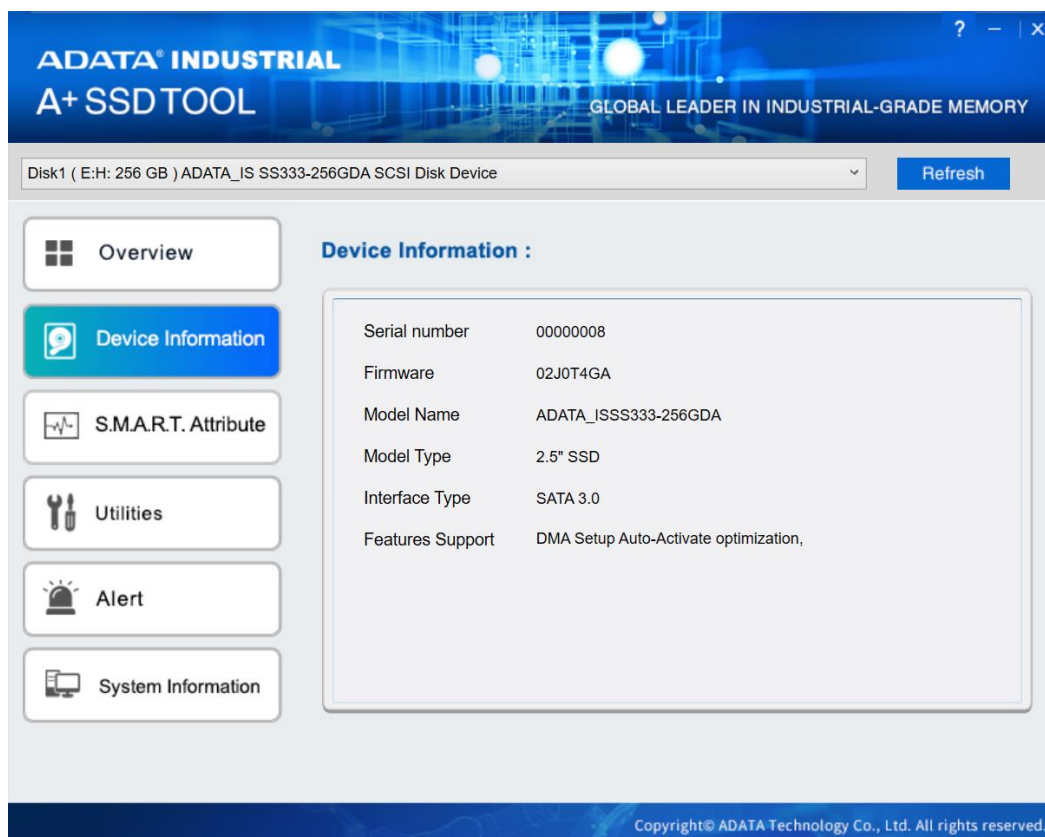 ? – | X
ADATA® INDUSTRIAL
A+ SSD TOOL
GLOBAL LEADER IN INDUSTRIAL-GRADE MEMORY
Disk1 ( E:H: 256 GB ) ADATA_IS SS333-256GDA SCSI Disk Device
Refresh
Overview
Device Information
S.M.A.R.T. Attribute
Utilities
Alert
System Information
Device Information :
Serial number 00000008
Firmware 02J0T4GA
Model Name ADATA_ISSS333-256GDA
Model Type 2.5" SSD
Interface Type SATA 3.0
Features Support DMA Setup Auto-Activate optimization,
Copyright© ADATA Technology Co., Ltd. All rights reserved.